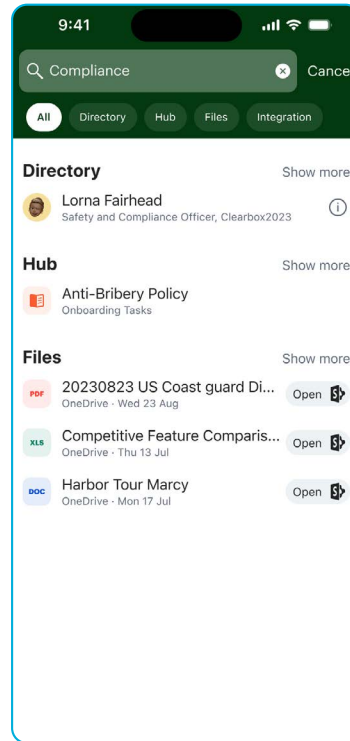 9:41
Compliance
Cance
All Directory Hub Files Integration
Directory Show more
Lorna Fairhead
Safety and Compliance Officer, Clearbox2023
Hub Show more
Anti-Bribery Policy
Onboarding Tasks
Files Show more
PDF 20230823 US Coast guard Di... Open
OneDrive · Wed 23 Aug
XLS Competitive Feature Comparis... Open
OneDrive · Thu 13 Jul
DOC Harbor Tour Marcy Open
OneDrive · Mon 17 Jul